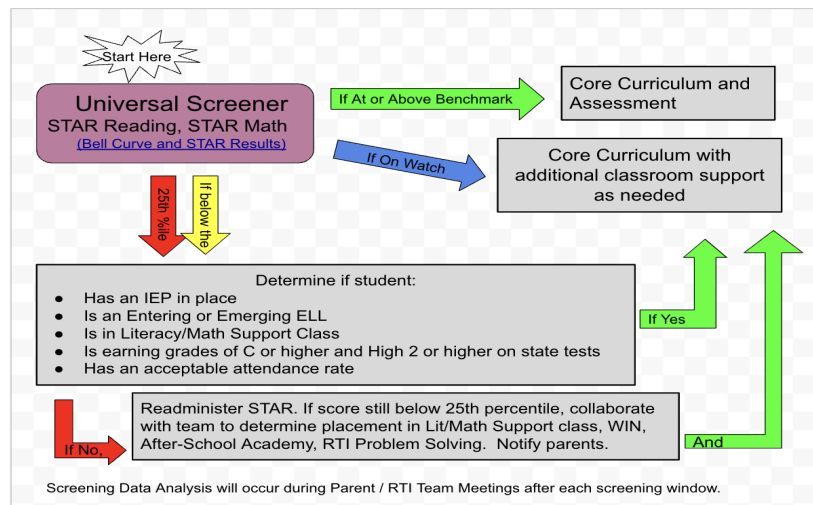 Start Here
Universal Screener
STAR Reading, STAR Math
(Bell Curve and STAR Results)
If At or Above Benchmark
Core Curriculum and
Assessment
If On Watch
Core Curriculum with
additional classroom support
as needed
If below the
25th %ile
Determine if student:
● Has an IEP in place
● Is an Entering or Emerging ELL
● Is in Literacy/Math Support Class
● Is earning grades of C or higher and High 2 or higher on state tests
● Has an acceptable attendance rate
If Yes
If No,
Readminister STAR. If score still below 25th percentile, collaborate
with team to determine placement in Lit/Math Support class, WIN,
After-School Academy, RTI Problem Solving. Notify parents.
And
Screening Data Analysis will occur during Parent / RTI Team Meetings after each screening window.